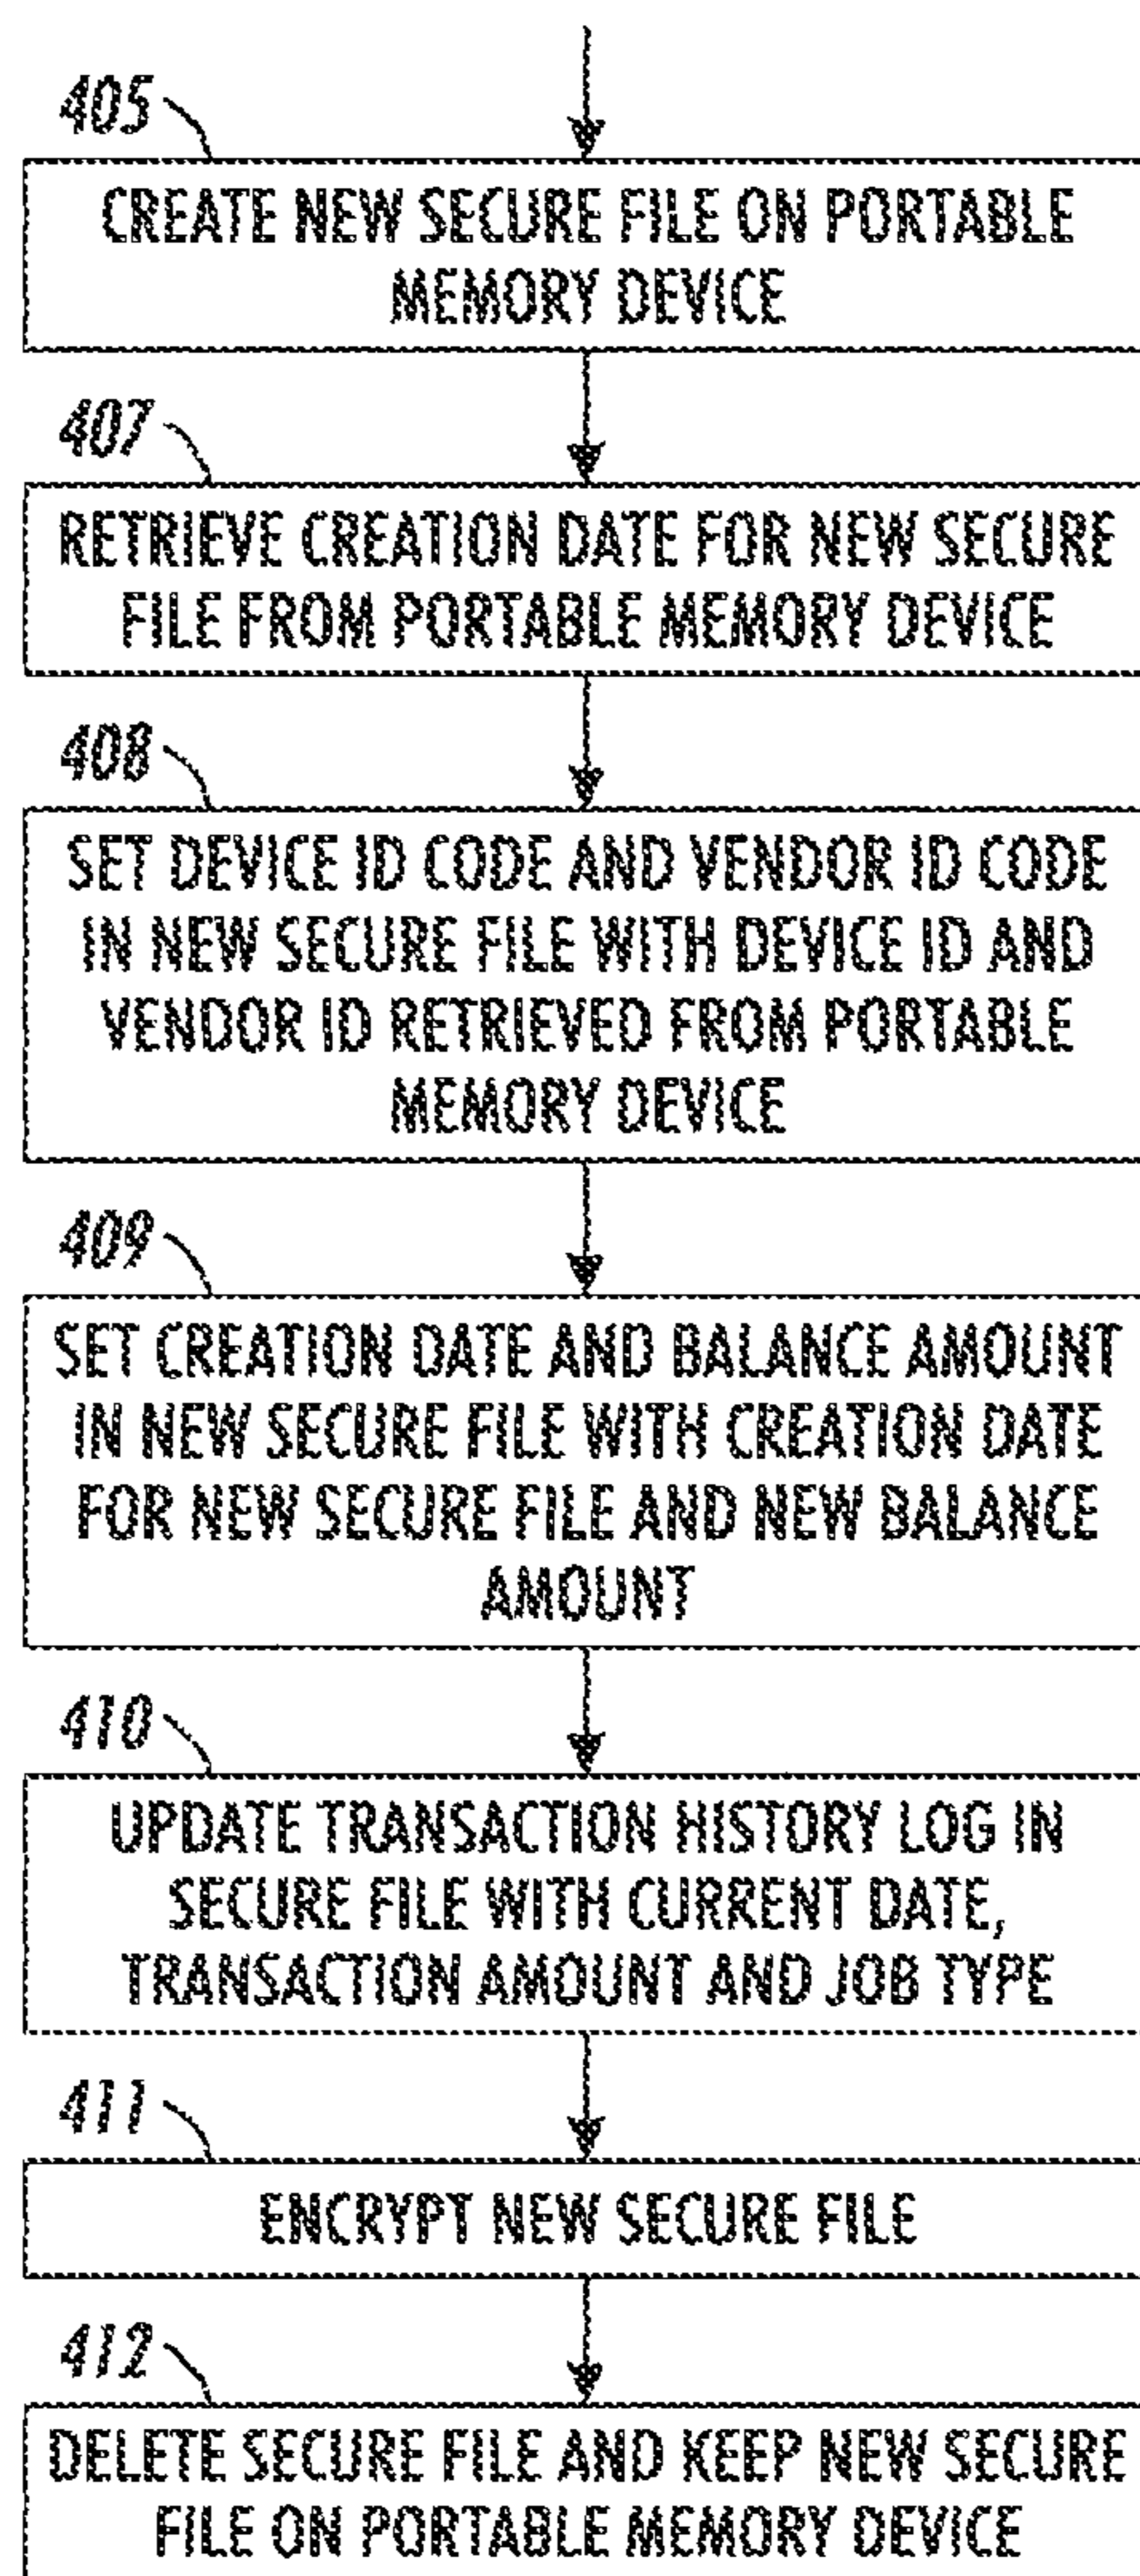 405
CREATE NEW SECURE FILE ON PORTABLE
MEMORY DEVICE
407
RETRIEVE CREATION DATE FOR NEW SECURE
FILE FROM PORTABLE MEMORY DEVICE
408
SET DEVICE ID CODE AND VENDOR ID CODE
IN NEW SECURE FILE WITH DEVICE ID AND
VENDOR ID RETRIEVED FROM PORTABLE
MEMORY DEVICE
409
SET CREATION DATE AND BALANCE AMOUNT
IN NEW SECURE FILE WITH CREATION DATE
FOR NEW SECURE FILE AND NEW BALANCE
AMOUNT
410
UPDATE TRANSACTION HISTORY LOG IN
SECURE FILE WITH CURRENT DATE,
TRANSACTION AMOUNT AND JOB TYPE
411
ENCRYPT NEW SECURE FILE
412
DELETE SECURE FILE AND KEEP NEW SECURE
FILE ON PORTABLE MEMORY DEVICE